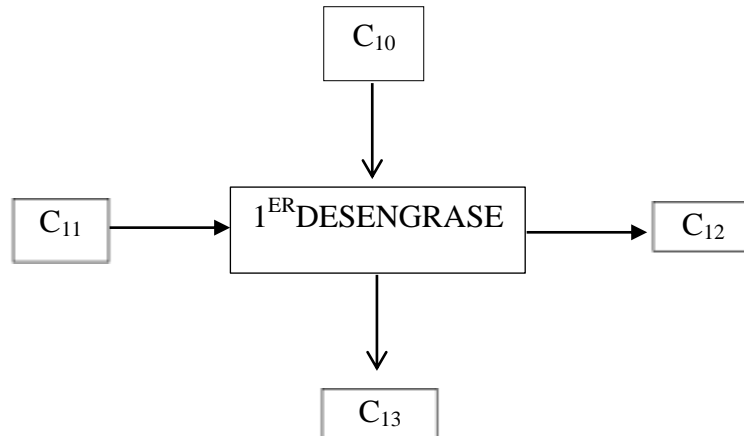 C₁₀
C₁₁
1ᴱᴿDESENGRASE
C₁₂
C₁₃